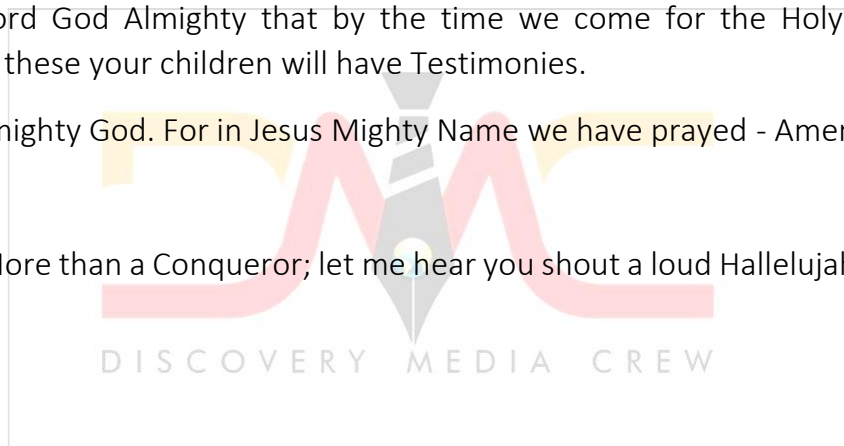 ord God Almighty that by the time we come for the Holy
these your children will have Testimonies.
mighty God. For in Jesus Mighty Name we have prayed - Amen
More than a Conqueror; let me hear you shout a loud Hallelujah
DISCOVERY MEDIA CREW